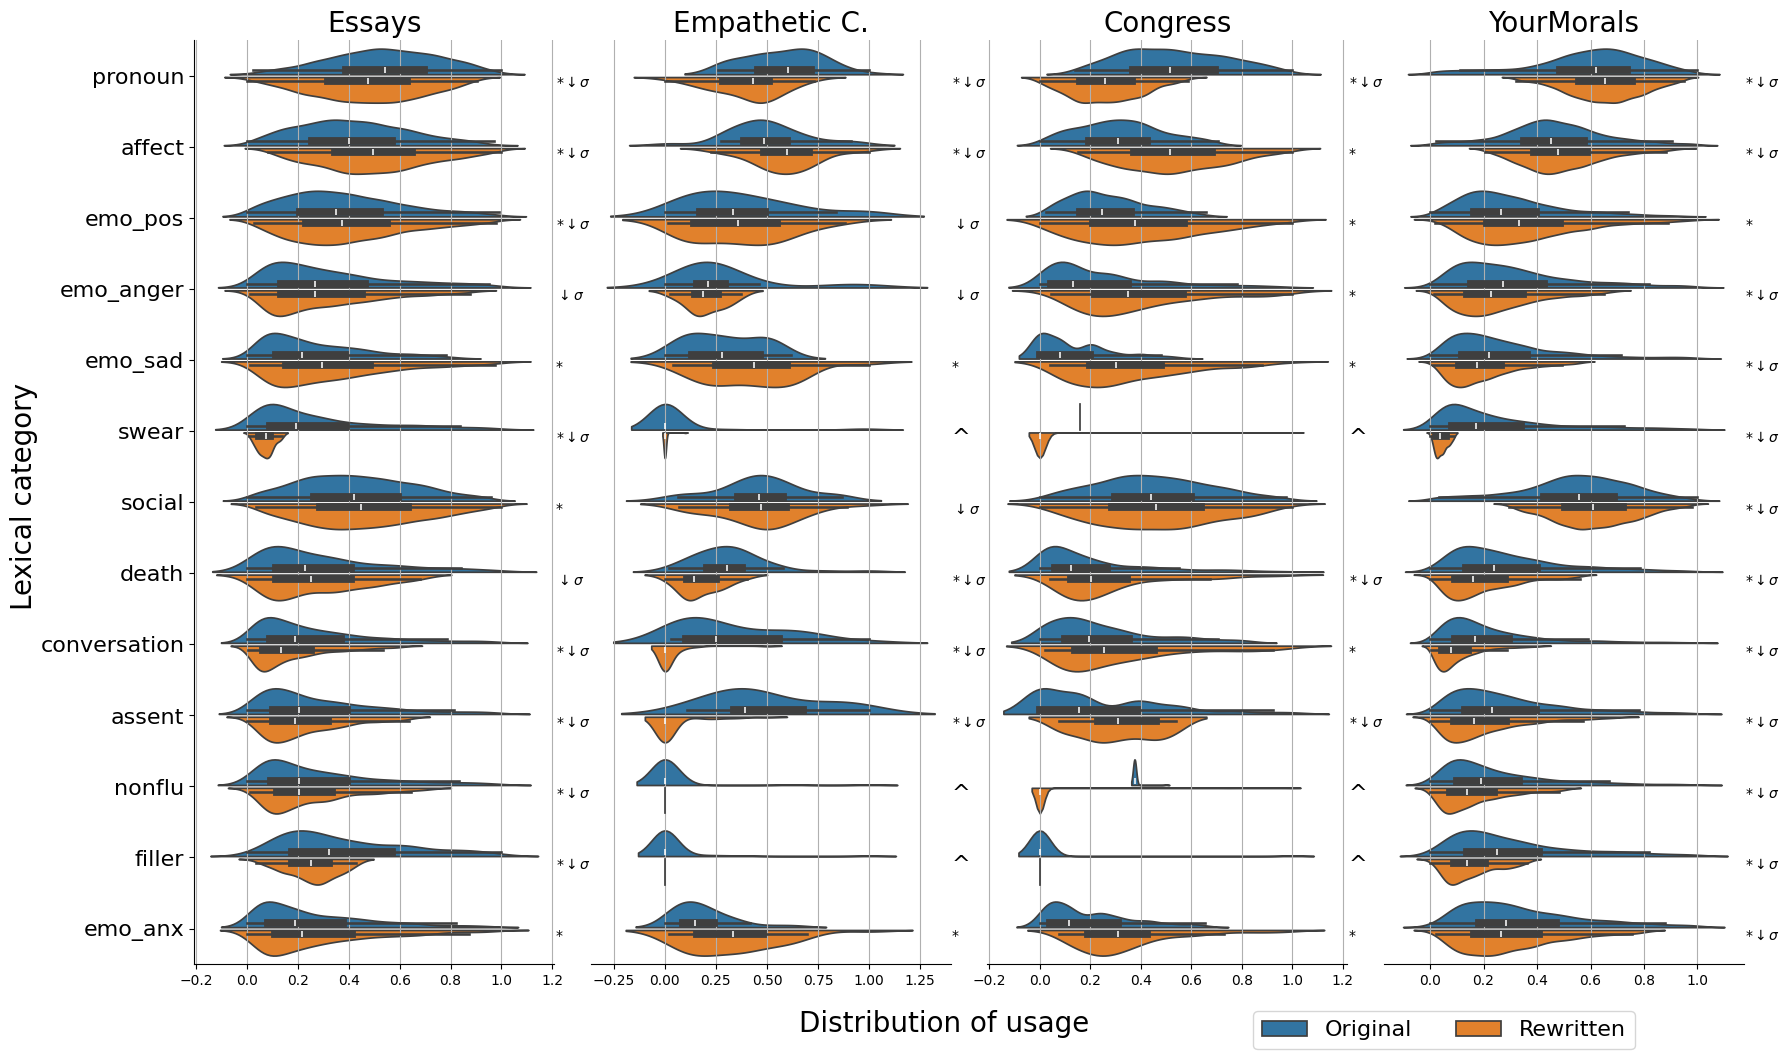 Essays Empathetic C. Congress YourMorals
Lexical category
pronoun *↓σ *↓σ *↓σ *↓σ
affect *↓σ *↓σ * *↓σ
emo_pos *↓σ ↓σ * *
emo_anger ↓σ ↓σ * *↓σ
emo_sad * * * *↓σ
swear *↓σ ^ ^ *↓σ
social * ↓σ *↓σ
death ↓σ *↓σ *↓σ *↓σ
conversation *↓σ *↓σ * *↓σ
assent *↓σ *↓σ *↓σ *↓σ
nonflu *↓σ ^ ^ *↓σ
filler *↓σ ^ ^ *↓σ
emo_anx * * * *↓σ
−0.2 0.0 0.2 0.4 0.6 0.8 1.0 1.2 −0.25 0.00 0.25 0.50 0.75 1.00 1.25 −0.2 0.0 0.2 0.4 0.6 0.8 1.0 1.2 0.0 0.2 0.4 0.6 0.8 1.0
Distribution of usage
Original Rewritten